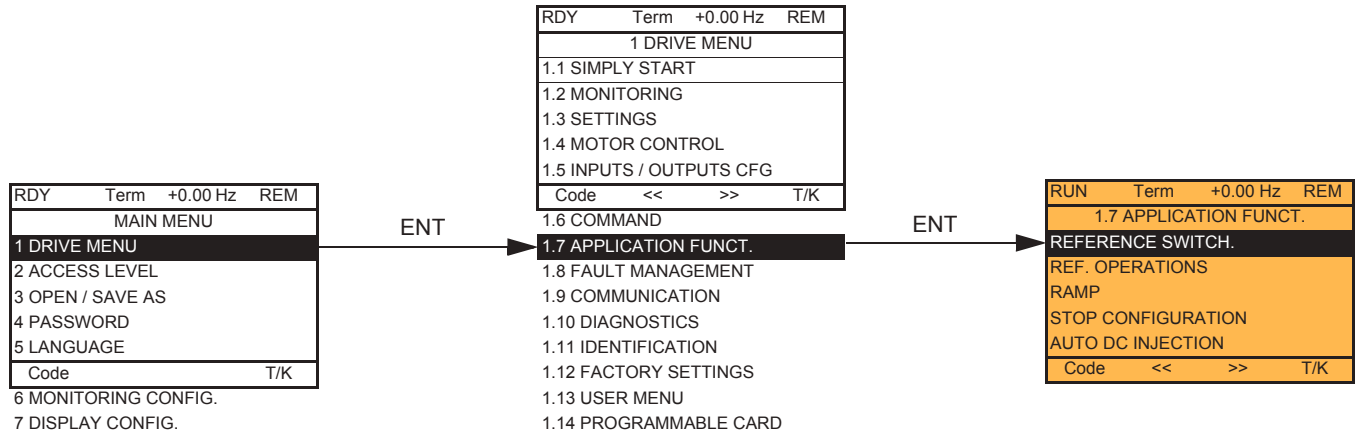 RDY Term +0.00 Hz REM
MAIN MENU
1 DRIVE MENU
2 ACCESS LEVEL
3 OPEN / SAVE AS
4 PASSWORD
5 LANGUAGE
Code T/K
6 MONITORING CONFIG.
7 DISPLAY CONFIG.
ENT
RDY Term +0.00 Hz REM
1 DRIVE MENU
1.1 SIMPLY START
1.2 MONITORING
1.3 SETTINGS
1.4 MOTOR CONTROL
1.5 INPUTS / OUTPUTS CFG
Code << >> T/K
1.6 COMMAND
1.7 APPLICATION FUNCT.
1.8 FAULT MANAGEMENT
1.9 COMMUNICATION
1.10 DIAGNOSTICS
1.11 IDENTIFICATION
1.12 FACTORY SETTINGS
1.13 USER MENU
1.14 PROGRAMMABLE CARD
ENT
RUN Term +0.00 Hz REM
1.7 APPLICATION FUNCT.
REFERENCE SWITCH.
REF. OPERATIONS
RAMP
STOP CONFIGURATION
AUTO DC INJECTION
Code << >> T/K